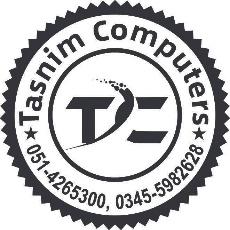 ★ Tasnim Computers ★
TC
051-4265300, 0345-5982628